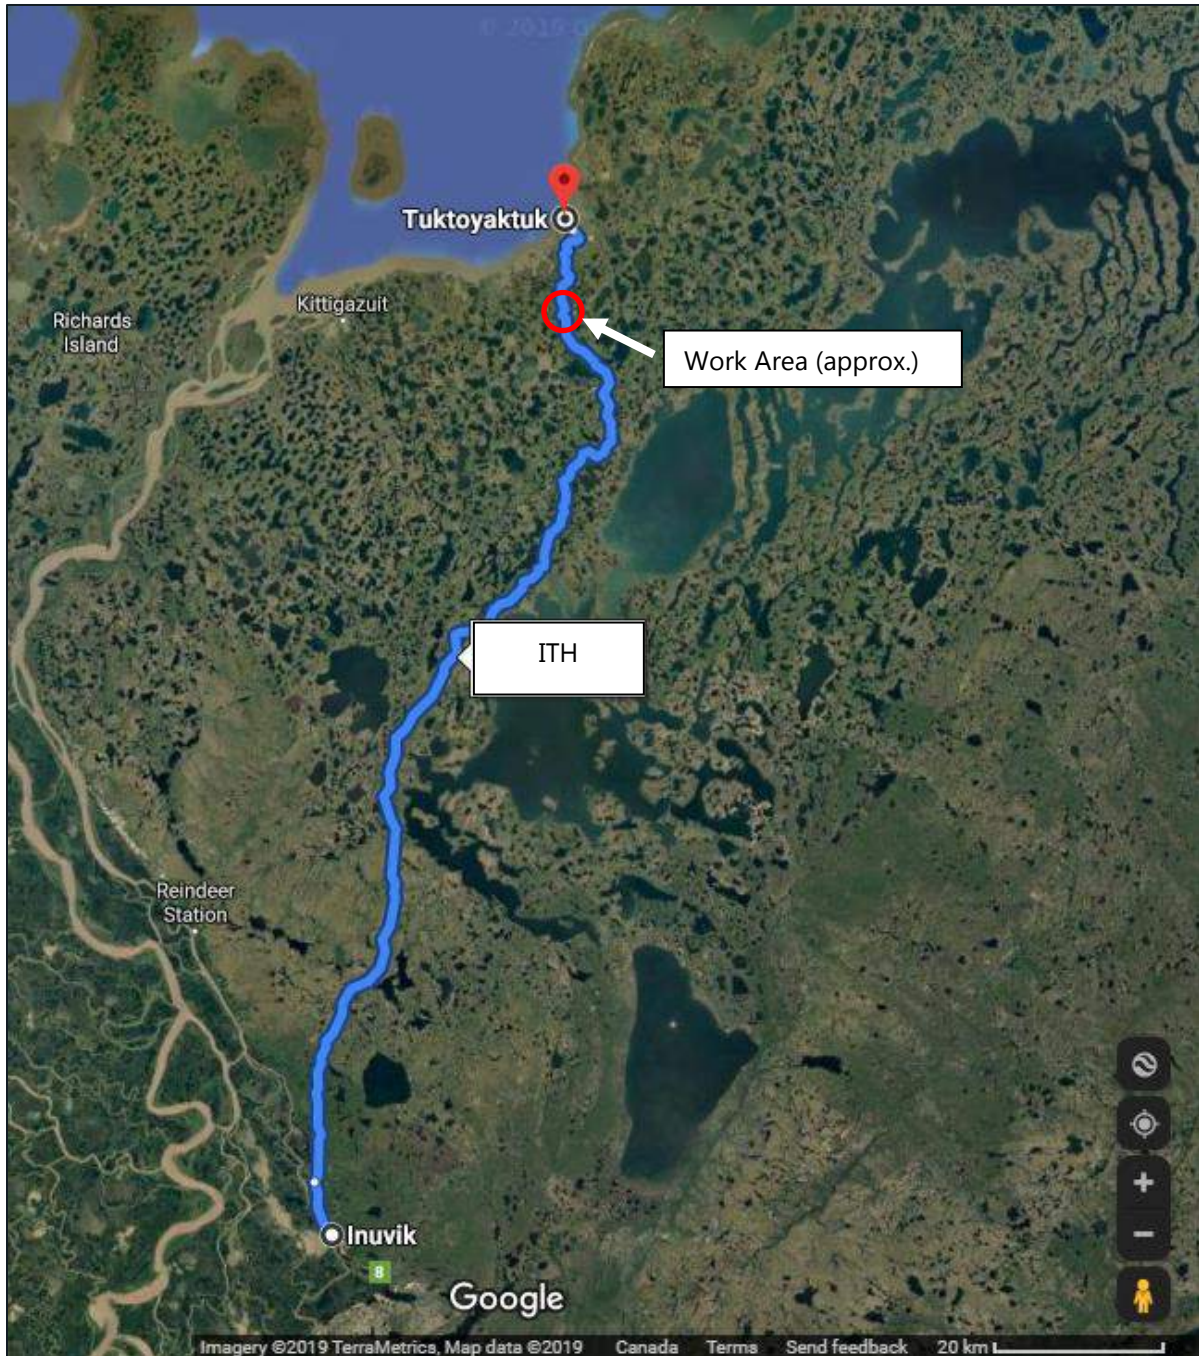 © 2019
Tuktoyaktuk
Kittigazuit
Richards
Island
Work Area (approx.)
ITH
Reindeer
Station
Inuvik
8
Google
Imagery ©2019 TerraMetrics, Map data ©2019 Canada Terms Send feedback 20 km